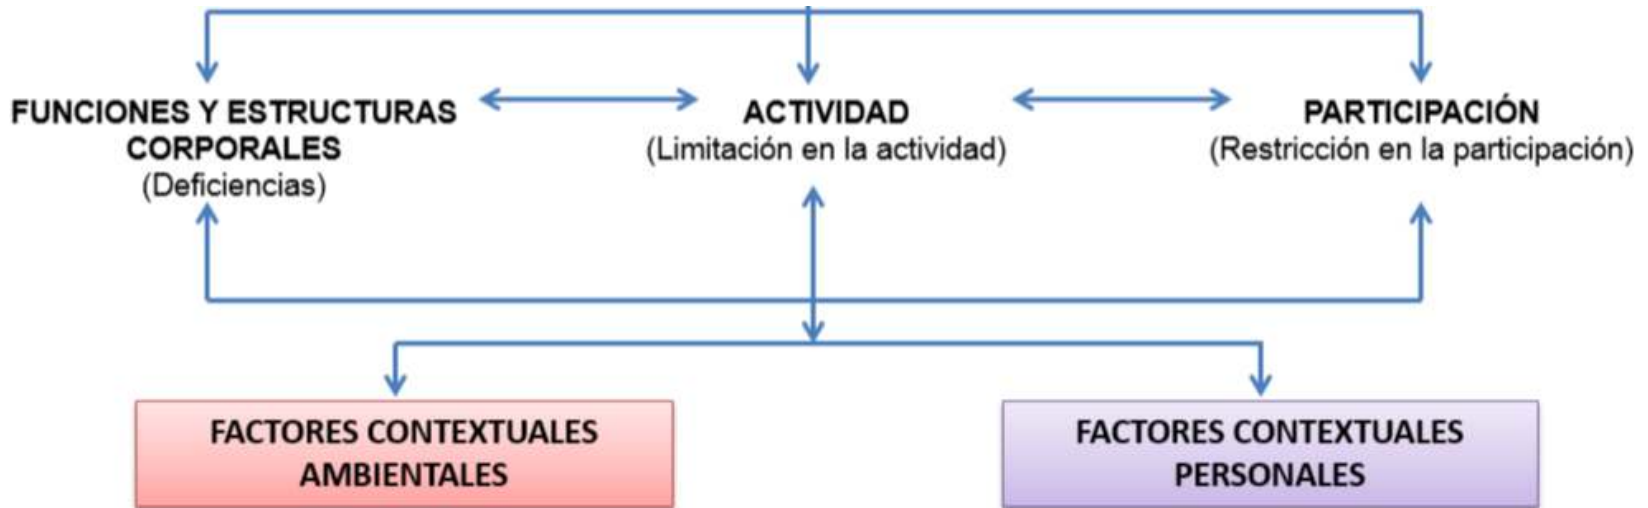 FUNCIONES Y ESTRUCTURAS
CORPORALES
(Deficiencias)
ACTIVIDAD
(Limitación en la actividad)
PARTICIPACIÓN
(Restricción en la participación)
FACTORES CONTEXTUALES
AMBIENTALES
FACTORES CONTEXTUALES
PERSONALES